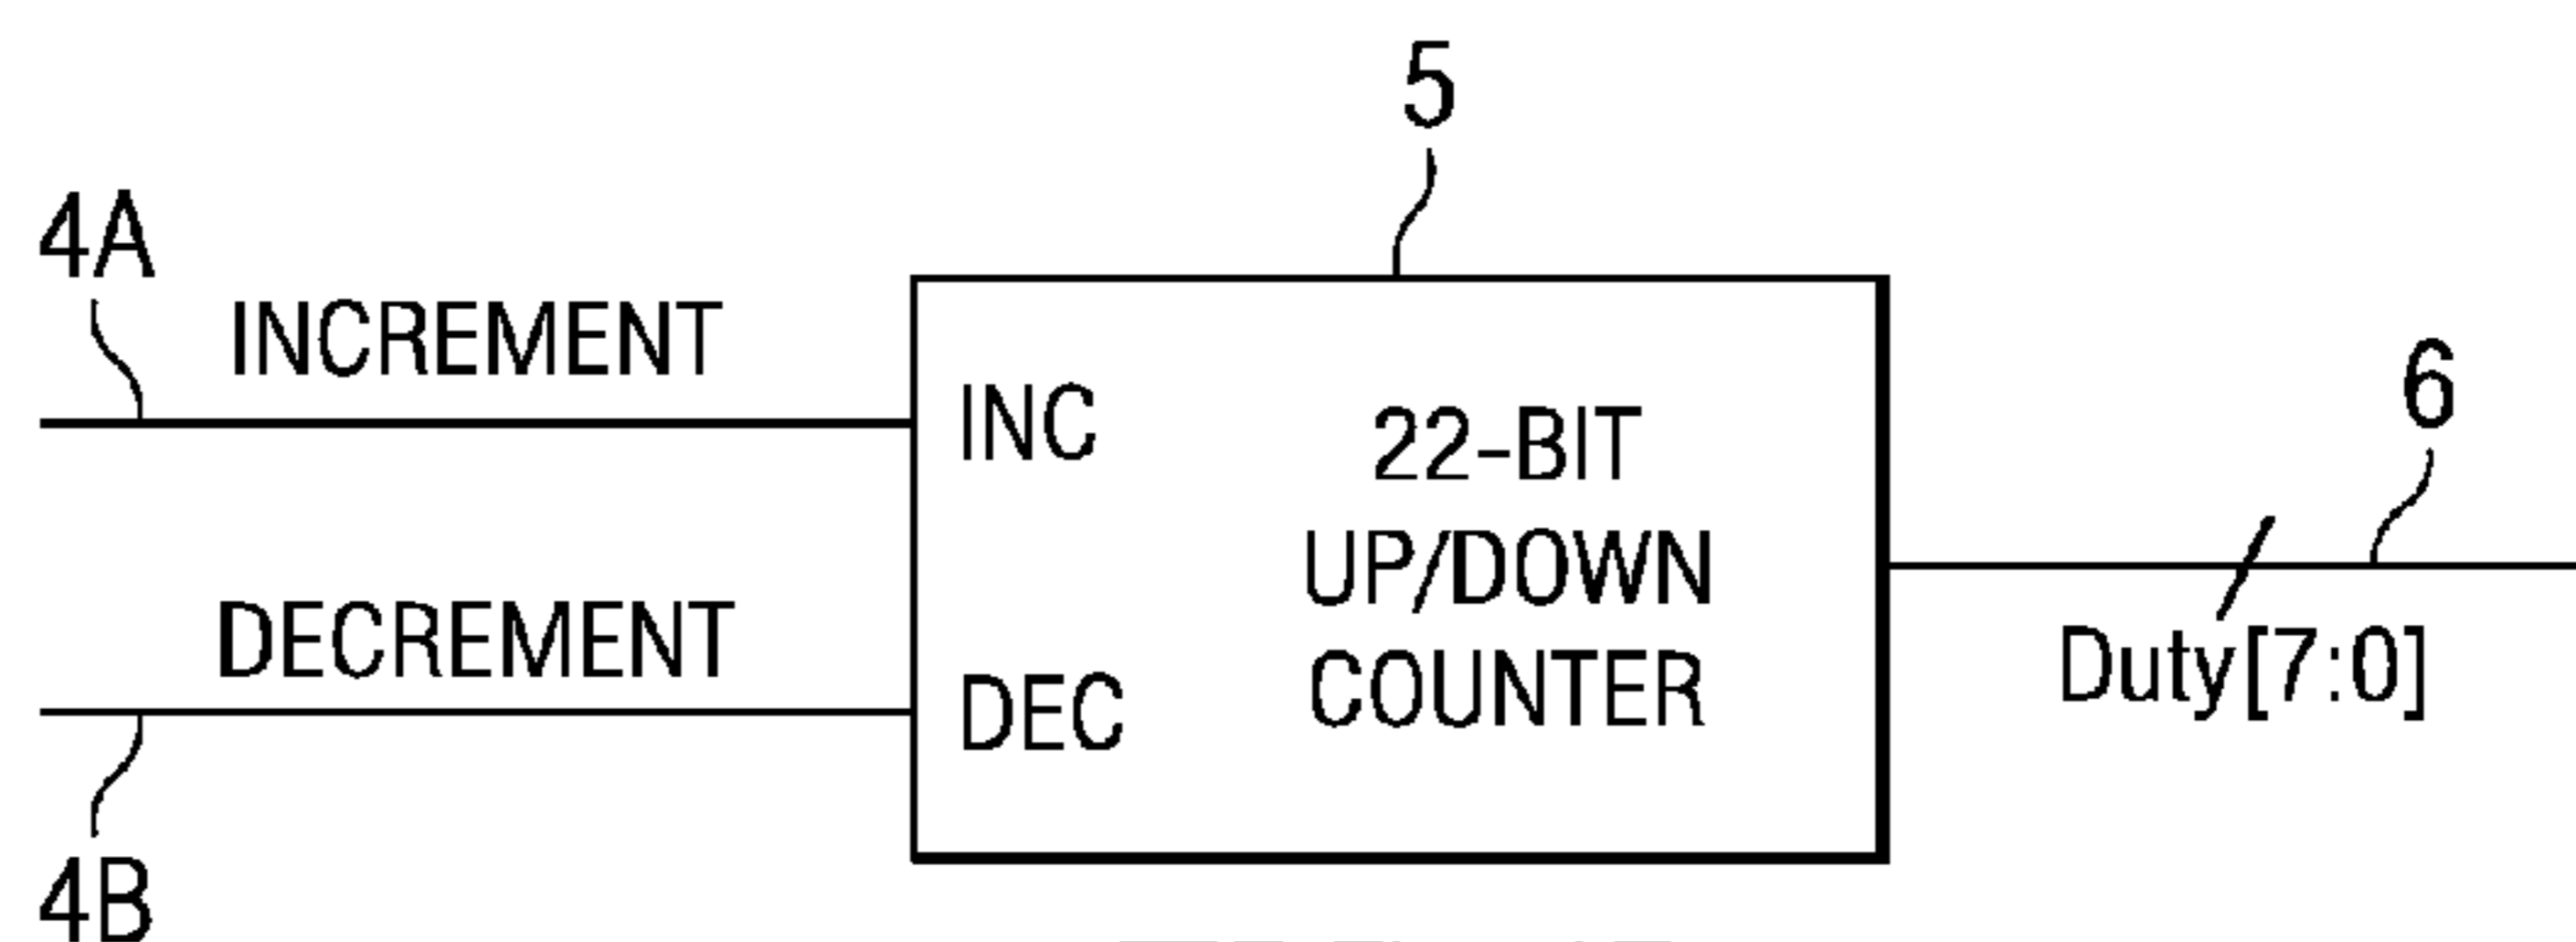 5
4A
INCREMENT
6
INC
22-BIT
UP/DOWN
COUNTER
DECREMENT
DEC
Duty[7:0]
4B